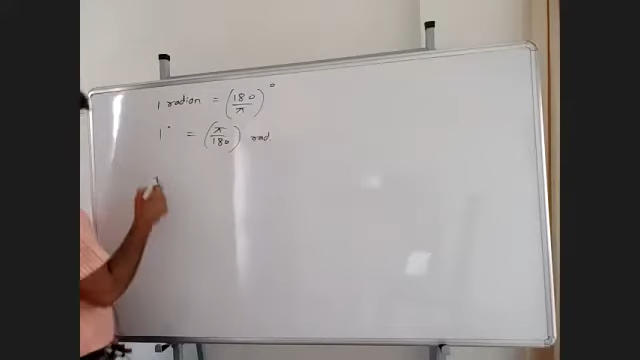 1 radian = (180/π)°
1° = (π/180) rad.